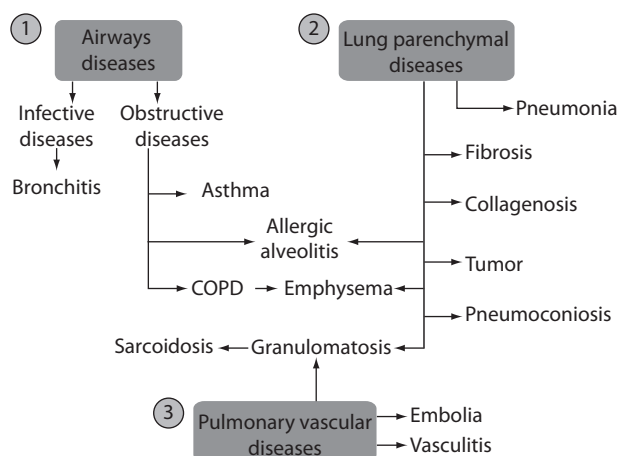 1
Airways
diseases
2
Lung parenchymal
diseases
Infective
diseases
Obstructive
diseases
Pneumonia
Bronchitis
Fibrosis
Asthma
Collagenosis
Allergic
alveolitis
Tumor
COPD
Emphysema
Pneumoconiosis
Sarcoidosis
Granulomatosis
3
Pulmonary vascular
diseases
Embolia
Vasculitis